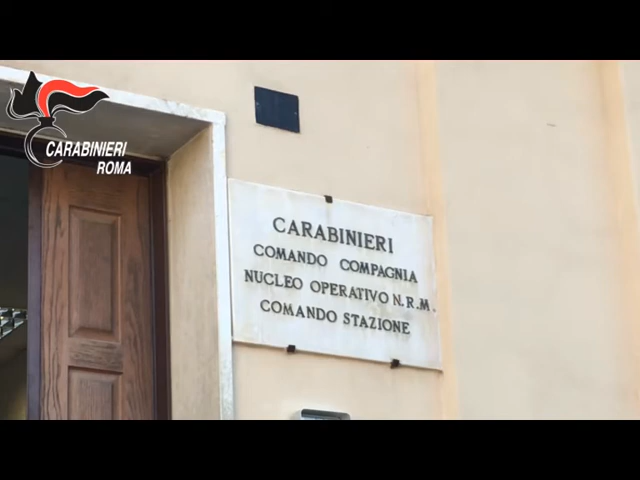 CARABINIERI
ROMA
CARABINIERI
COMANDO COMPAGNIA
NUCLEO OPERATIVO N.R.M.
COMANDO STAZIONE